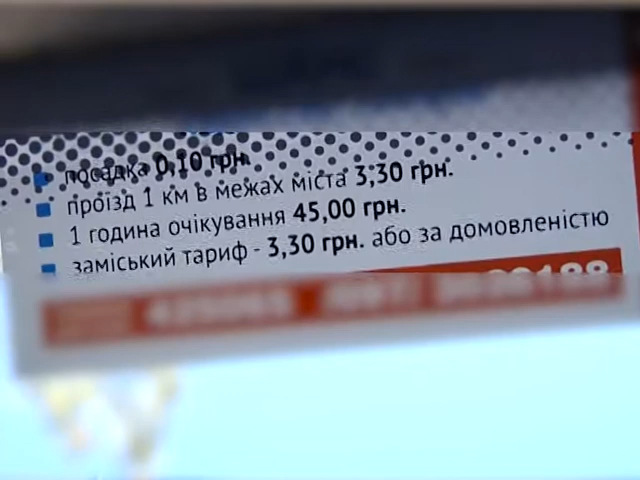 посадка 0,10 грн.
проїзд 1 км в межах міста 3,30 грн.
1 година очікування 45,00 грн.
заміський тариф - 3,30 грн. або за домовленістю